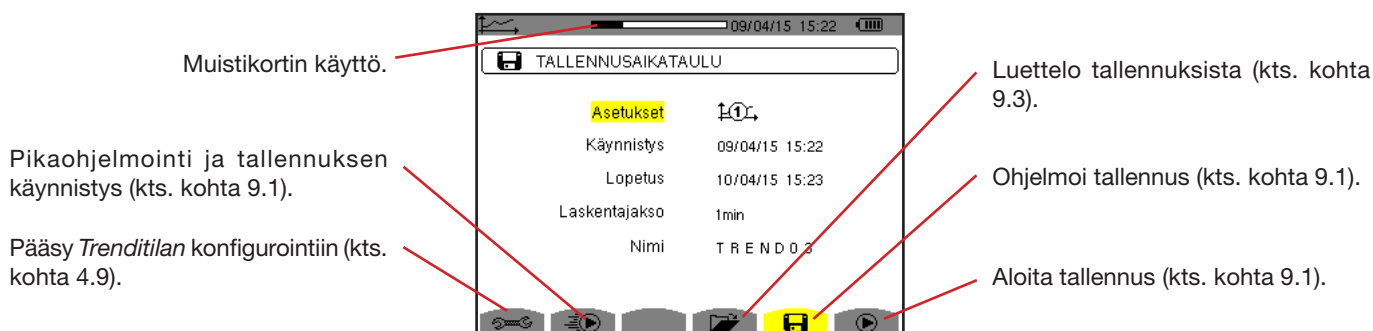 09/04/15 15:22
Muistikortin käyttö.
TALLENNUSAIKATAULU
Luettelo tallennuksista (kts. kohta
9.3).
Asetukset 1
Käynnistys 09/04/15 15:22
Pikaohjelmointi ja tallennuksen
käynnistys (kts. kohta 9.1).
Lopetus 10/04/15 15:23
Ohjelmoi tallennus (kts. kohta 9.1).
Laskentajakso 1min
Nimi TREND03
Pääsy Trenditilan konfigurointiin (kts.
kohta 4.9).
Aloita tallennus (kts. kohta 9.1).